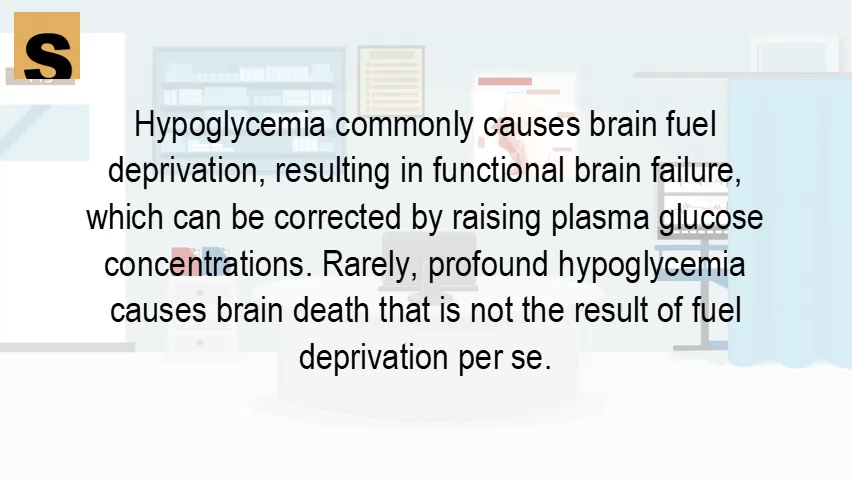 S
Hypoglycemia commonly causes brain fuel
deprivation, resulting in functional brain failure,
which can be corrected by raising plasma glucose
concentrations. Rarely, profound hypoglycemia
causes brain death that is not the result of fuel
deprivation per se.